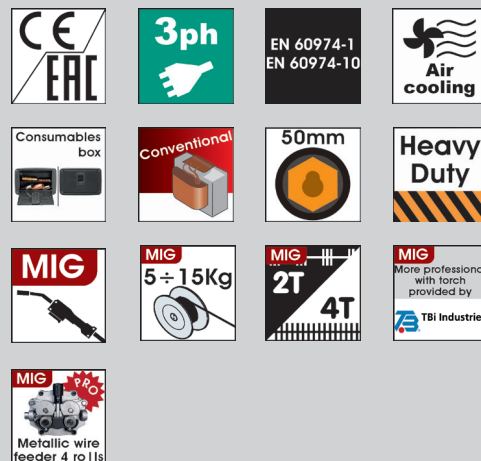 CE
EAC
3ph
EN 60974-1
EN 60974-10
Air
cooling
Consumables
box
Conventional
50mm
Heavy
Duty
MIG
MIG
5÷15Kg
MIG
2T
4T
MIG
More professiona
with torch
provided by
TBi Industrie
MIG
PRO
Metallic wire
feeder 4 rolls